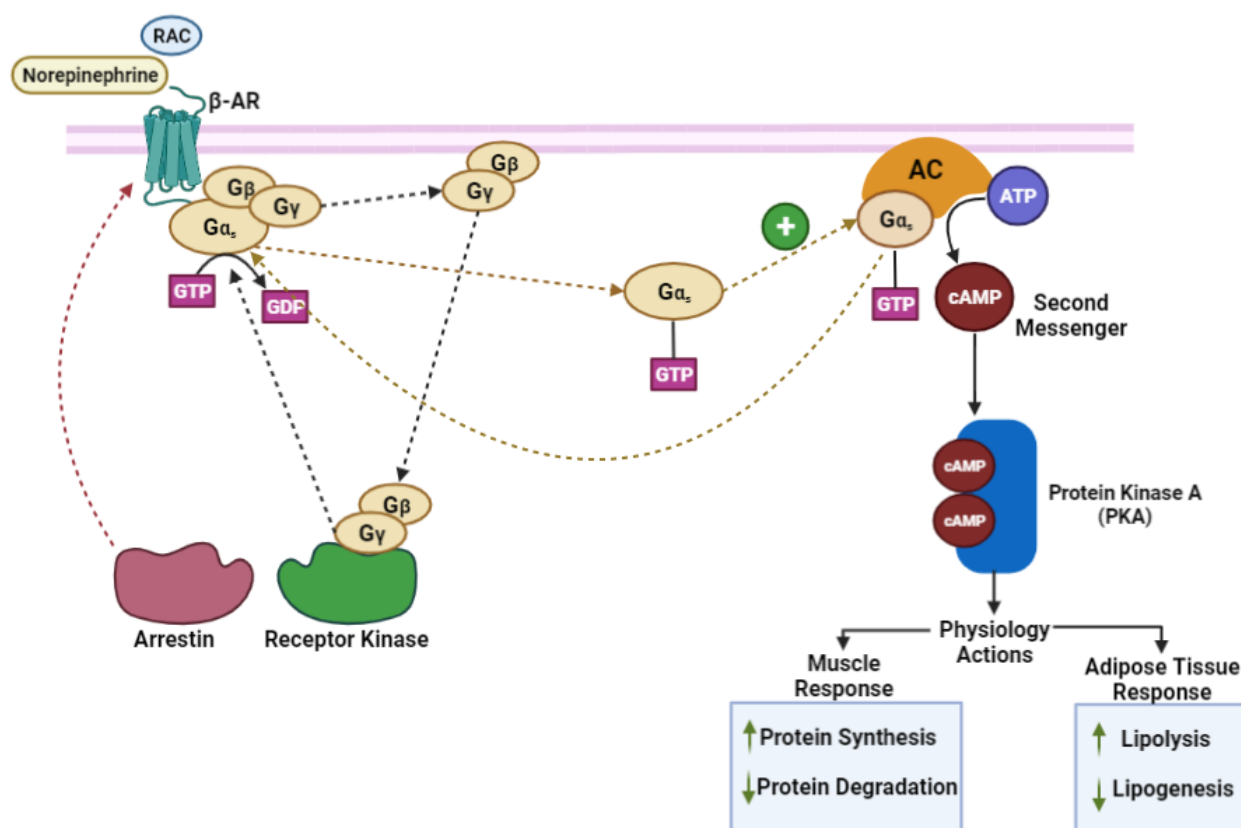 RAC
Norepinephrine
β-AR
Gβ
Gγ
Gαs
GTP
GDP
Gβ
Gγ
Gαs
GTP
+
AC
Gαs
ATP
GTP
cAMP
Second
Messenger
cAMP
cAMP
Protein Kinase A
(PKA)
Gβ
Gγ
Arrestin
Receptor Kinase
Physiology
Actions
Muscle
Response
Protein Synthesis
Protein Degradation
Adipose Tissue
Response
Lipolysis
Lipogenesis